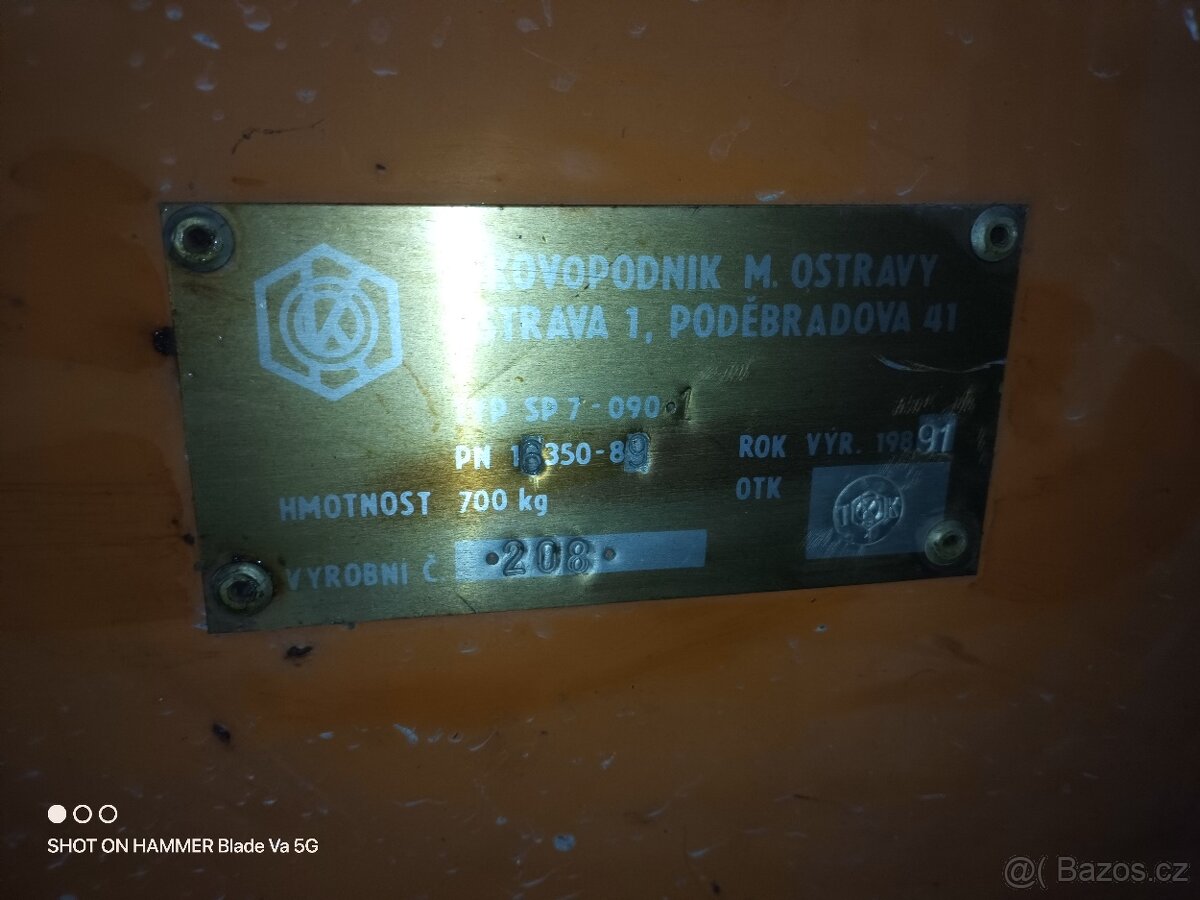 KOVOPODNIK M. OSTRAVY
OSTRAVA 1, PODĚBRADOVA 41
TYP SP 7-090.1
PN 16350-89
ROK VÝR. 1991
HMOTNOST 700 kg
OTK
VÝROBNÍ Č 208
SHOT ON HAMMER Blade Va 5G
@( Bazos.cz